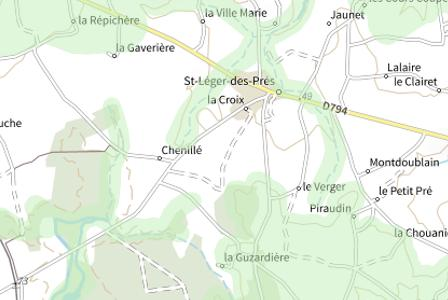 la Ville Marie
Jaunet
la Répichère
la Gaverière
Lalaire
St-Léger-des-Prés
le Clairet
la Croix
49
D794
uche
Chenillé
Montdoublain
le Verger
le Petit Pré
Piraudin
la Chouani
la Guzardière
73